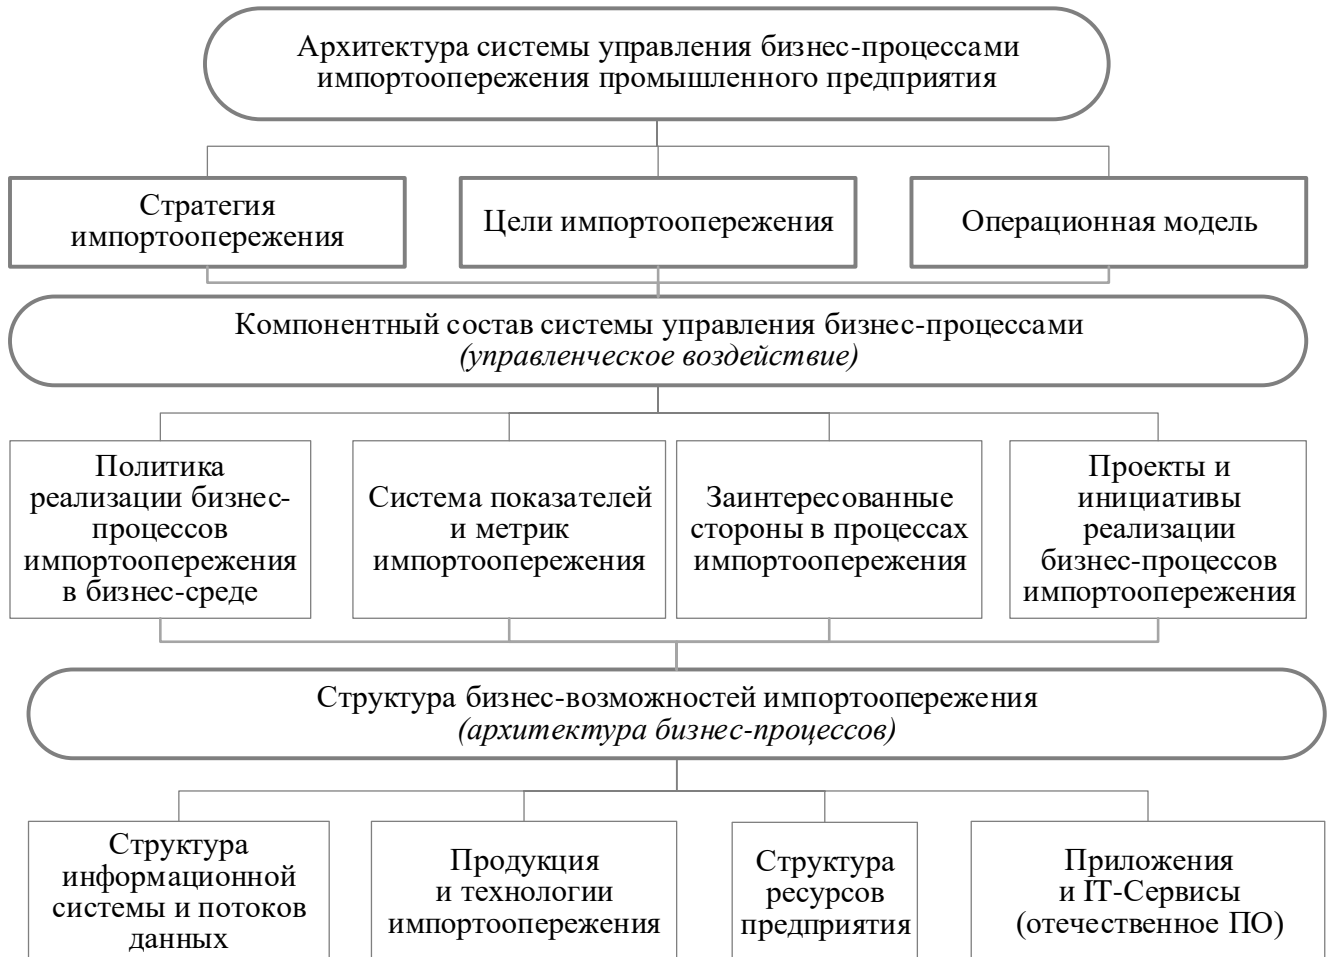 Архитектура системы управления бизнес-процессами
импортоопережения промышленного предприятия
Стратегия
импортоопережения
Цели импортоопережения
Операционная модель
Компонентный состав системы управления бизнес-процессами
(управленческое воздействие)
Политика
реализации бизнес-
процессов
импортоопережения
в бизнес-среде
Система показателей
и метрик
импортоопережения
Заинтересованные
стороны в процессах
импортоопережения
Проекты и
инициативы
реализации
бизнес-процессов
импортоопережения
Структура бизнес-возможностей импортоопережения
(архитектура бизнес-процессов)
Структура
информационной
системы и потоков
данных
Продукция
и технологии
импортоопережения
Структура
ресурсов
предприятия
Приложения
и IT-Сервисы
(отечественное ПО)